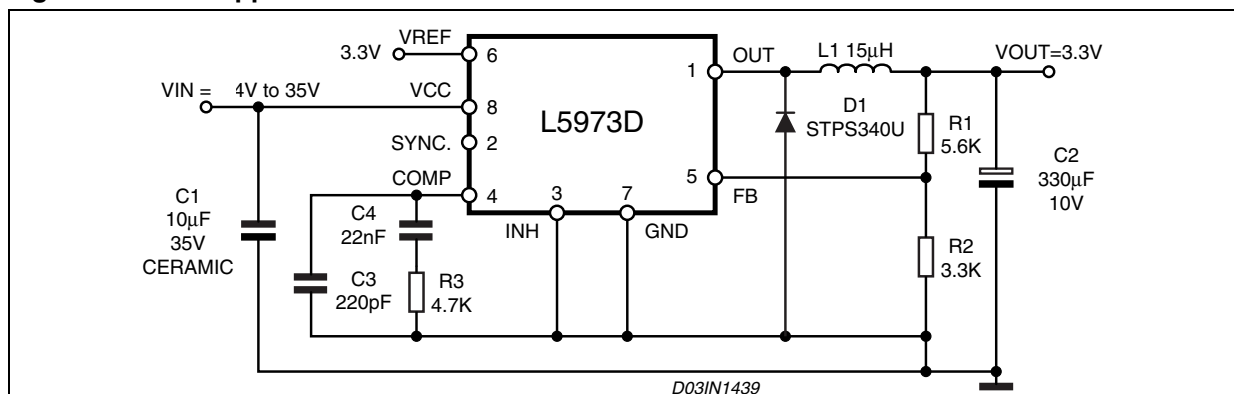 VREF
3.3V
6
OUT
L1 15µH
VOUT=3.3V
1
VIN = 4V to 35V
VCC
8
L5973D
D1
STPS340U
R1
5.6K
SYNC.
2
C2
330µF
10V
COMP
4
5
FB
C1
10µF
35V
CERAMIC
C4
22nF
3
INH
7
GND
R2
3.3K
C3
220pF
R3
4.7K
D03IN1439